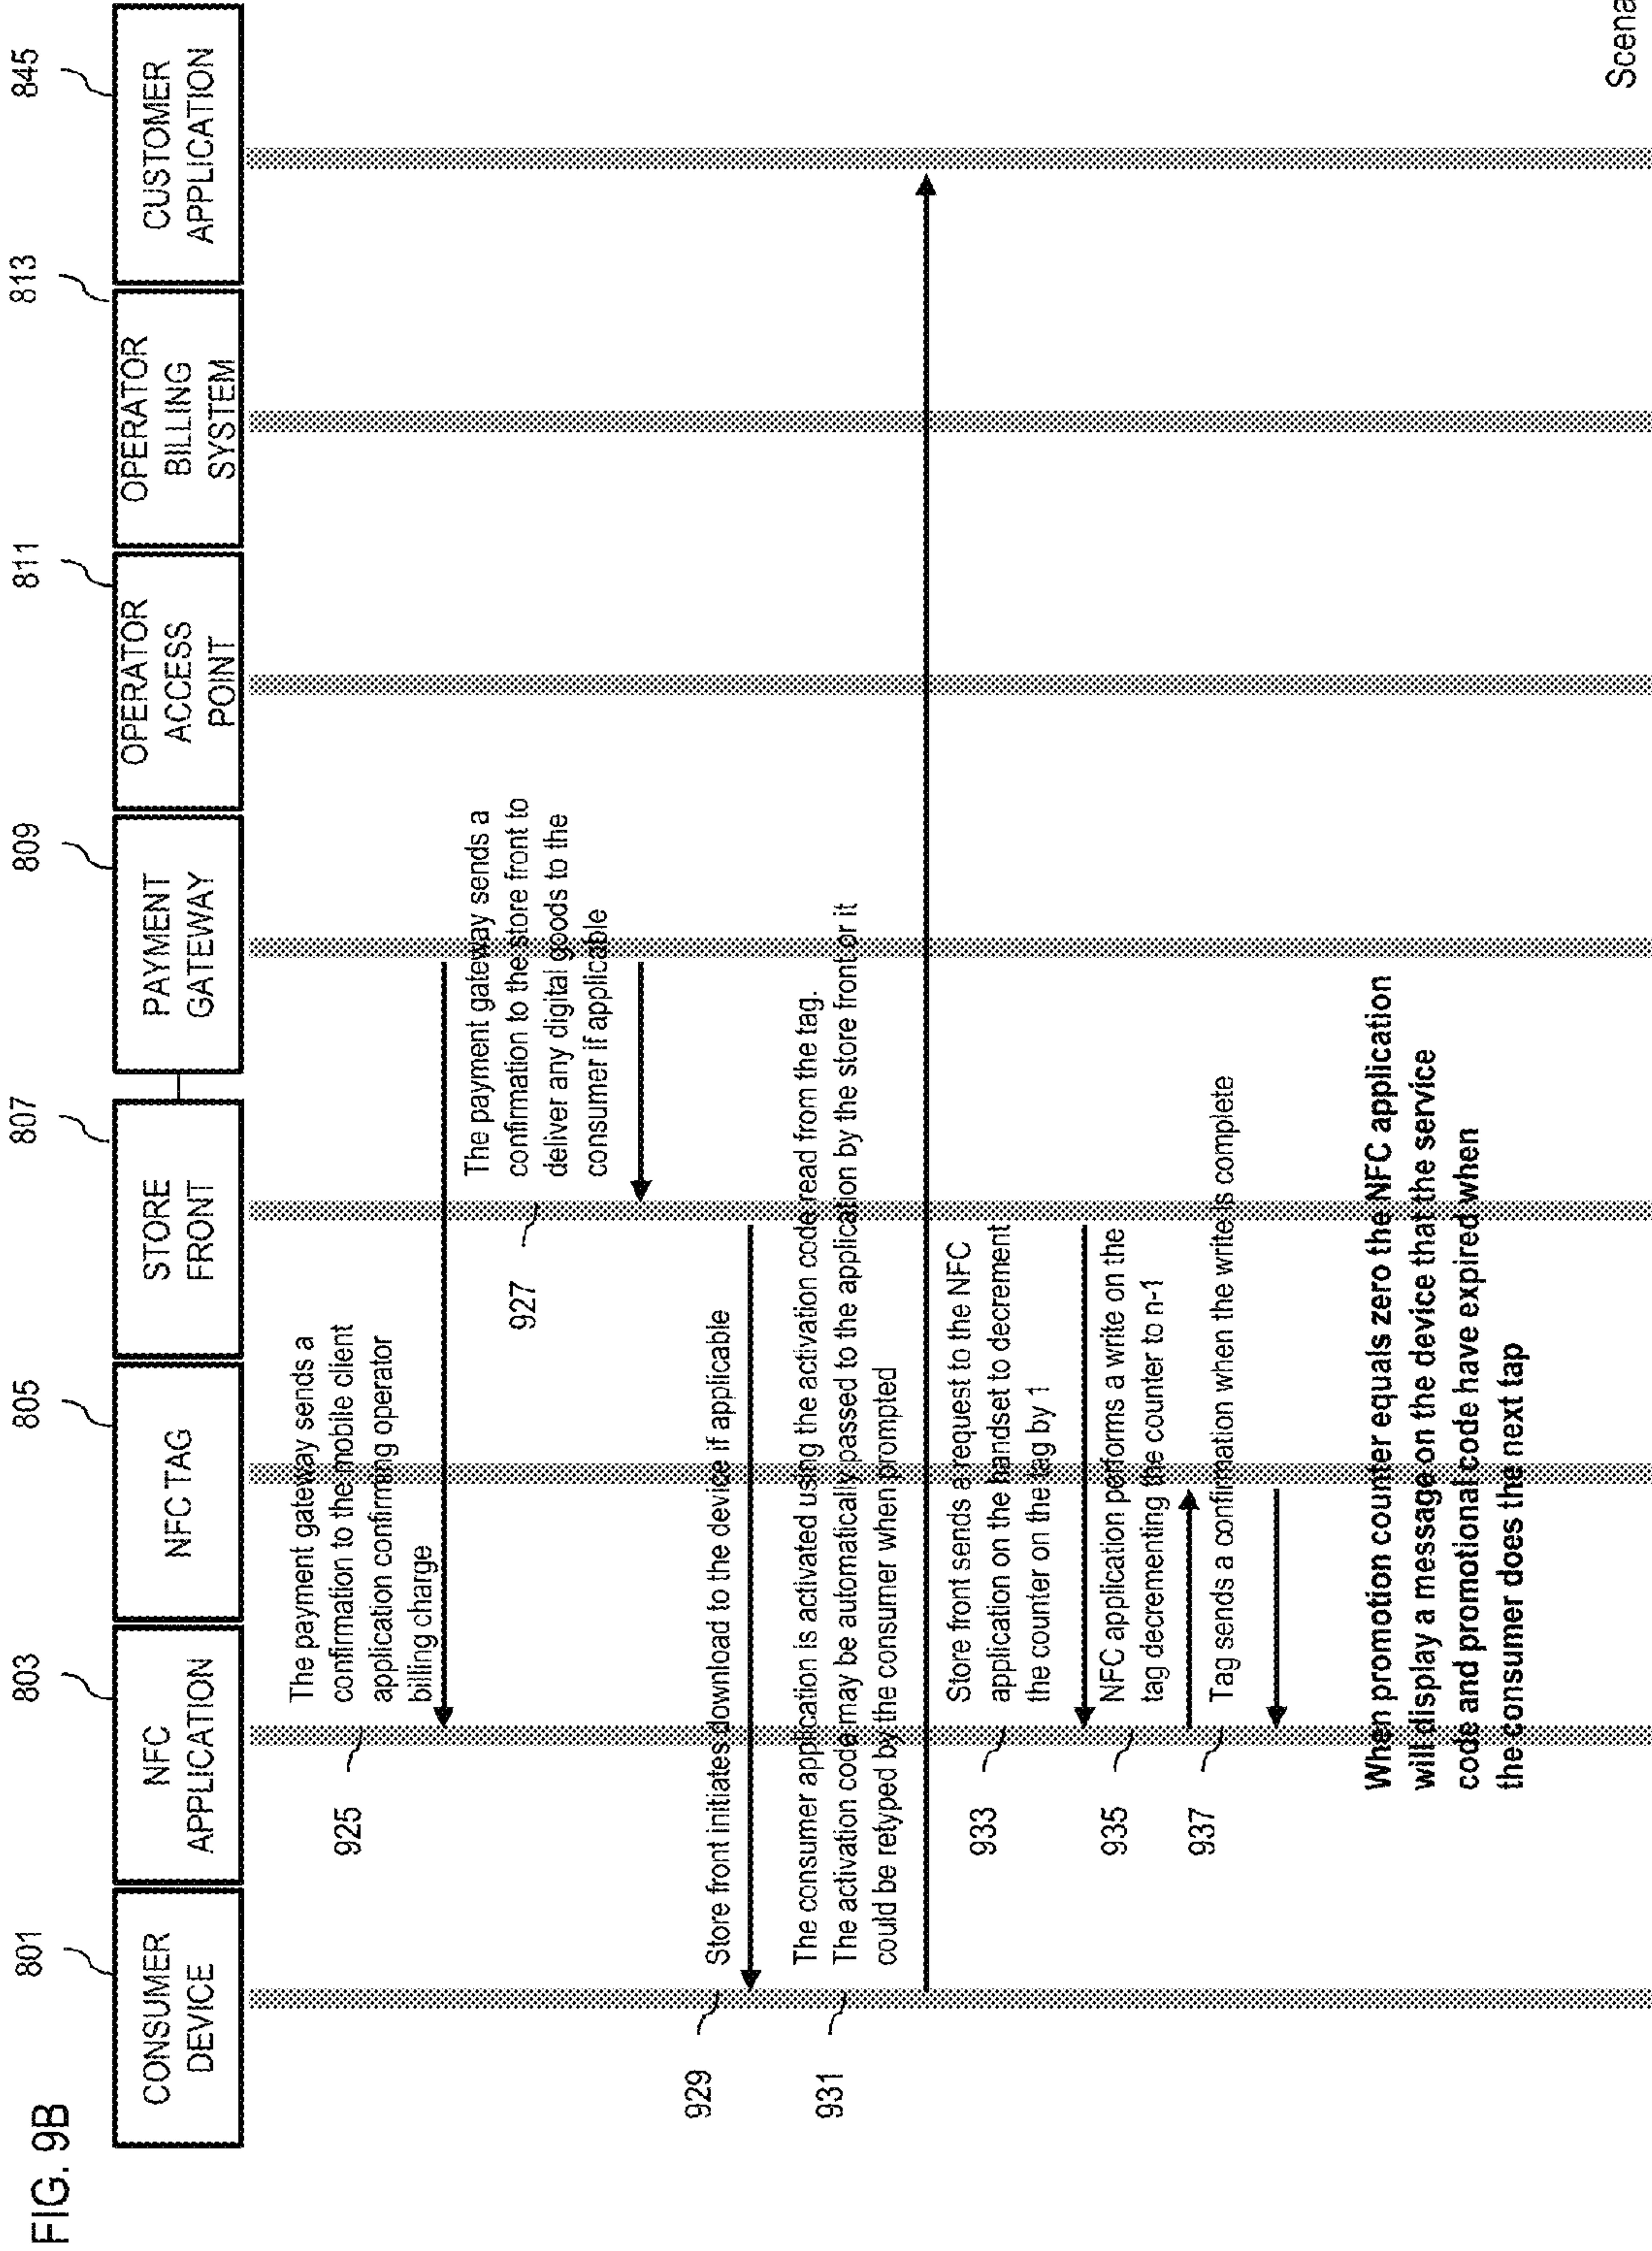 FIG. 9B
801
803
805
807
809
811
813
845
CONSUMER
DEVICE
NFC
APPLICATION
NFC TAG
STORE
FRONT
PAYMENT
GATEWAY
OPERATOR
ACCESS
POINT
OPERATOR
BILLING
SYSTEM
CUSTOMER
APPLICATION
925
The payment gateway sends a
confirmation to the mobile client
application confirming operator
billing charge
927
The payment gateway sends a
confirmation to the store front to
deliver any digital goods to the
consumer if applicable
929
Store front initiates download to the device if applicable
931
The consumer application is activated using the activation code read from the tag.
The activation code may be automatically passed to the application by the store front or it
could be retyped by the consumer when prompted
933
Store front sends a request to the NFC
application on the handset to decrement
the counter on the tag by 1
935
NFC application performs a write on the
tag decrementing the counter to n-1
937
Tag sends a confirmation when the write is complete
When promotion counter equals zero the NFC application
will display a message on the device that the service
code and promotional code have expired when
the consumer does the next tap
Scena